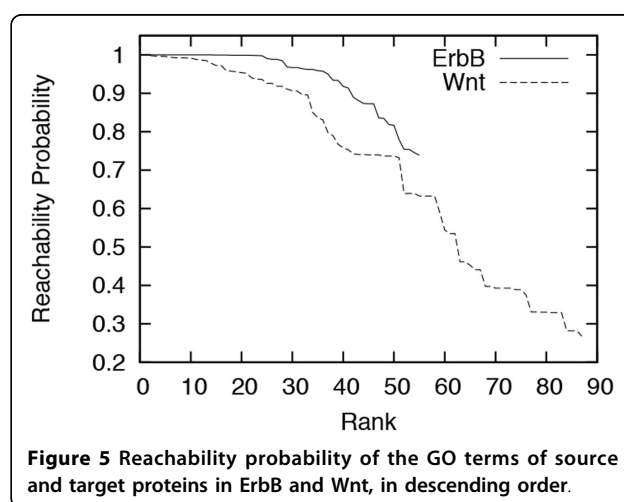 ErbB
Wnt
1
0.9
0.8
0.7
0.6
0.5
0.4
0.3
0.2
Reachability Probability
0 10 20 30 40 50 60 70 80 90
Rank
Figure 5 Reachability probability of the GO terms of source
and target proteins in ErbB and Wnt, in descending order.